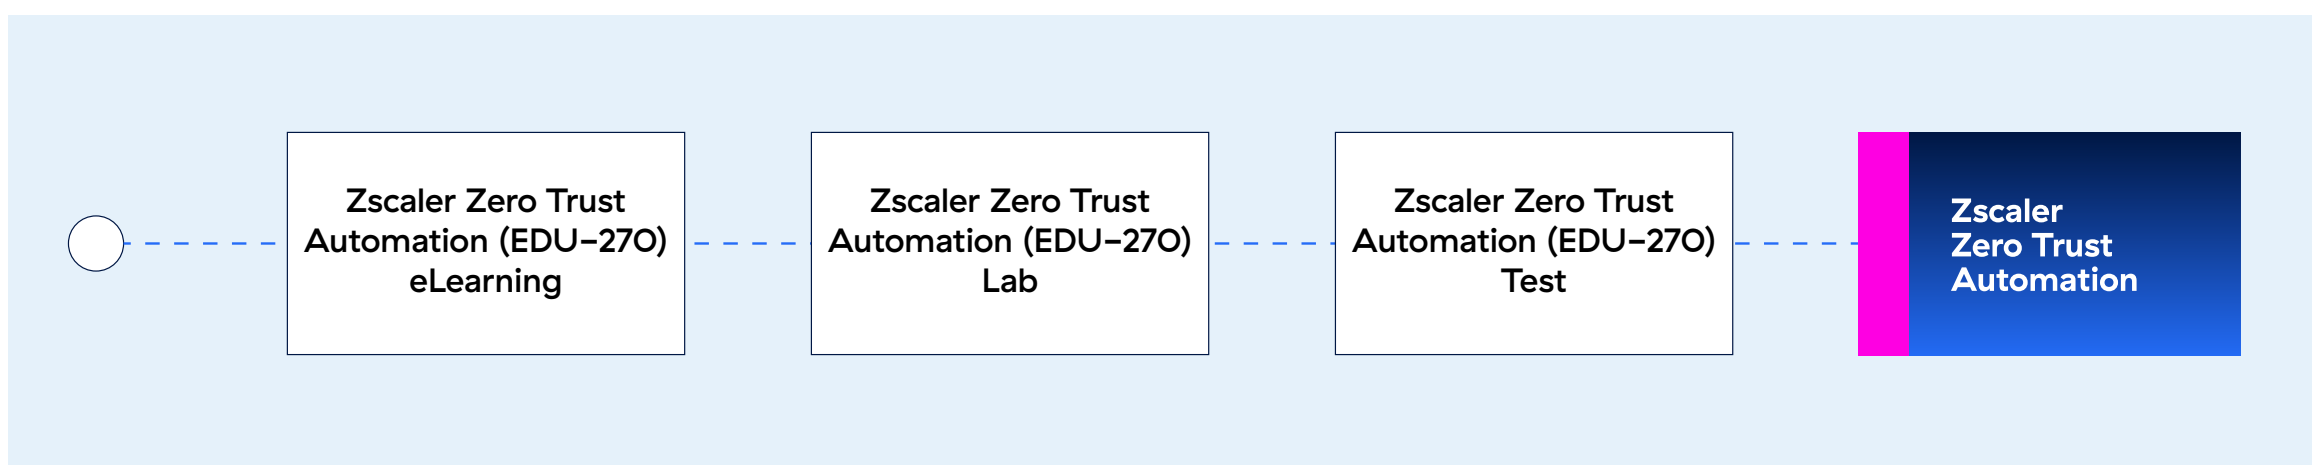 Zscaler Zero Trust
Automation (EDU-270)
eLearning
Zscaler Zero Trust
Automation (EDU-270)
Lab
Zscaler Zero Trust
Automation (EDU-270)
Test
Zscaler
Zero Trust
Automation